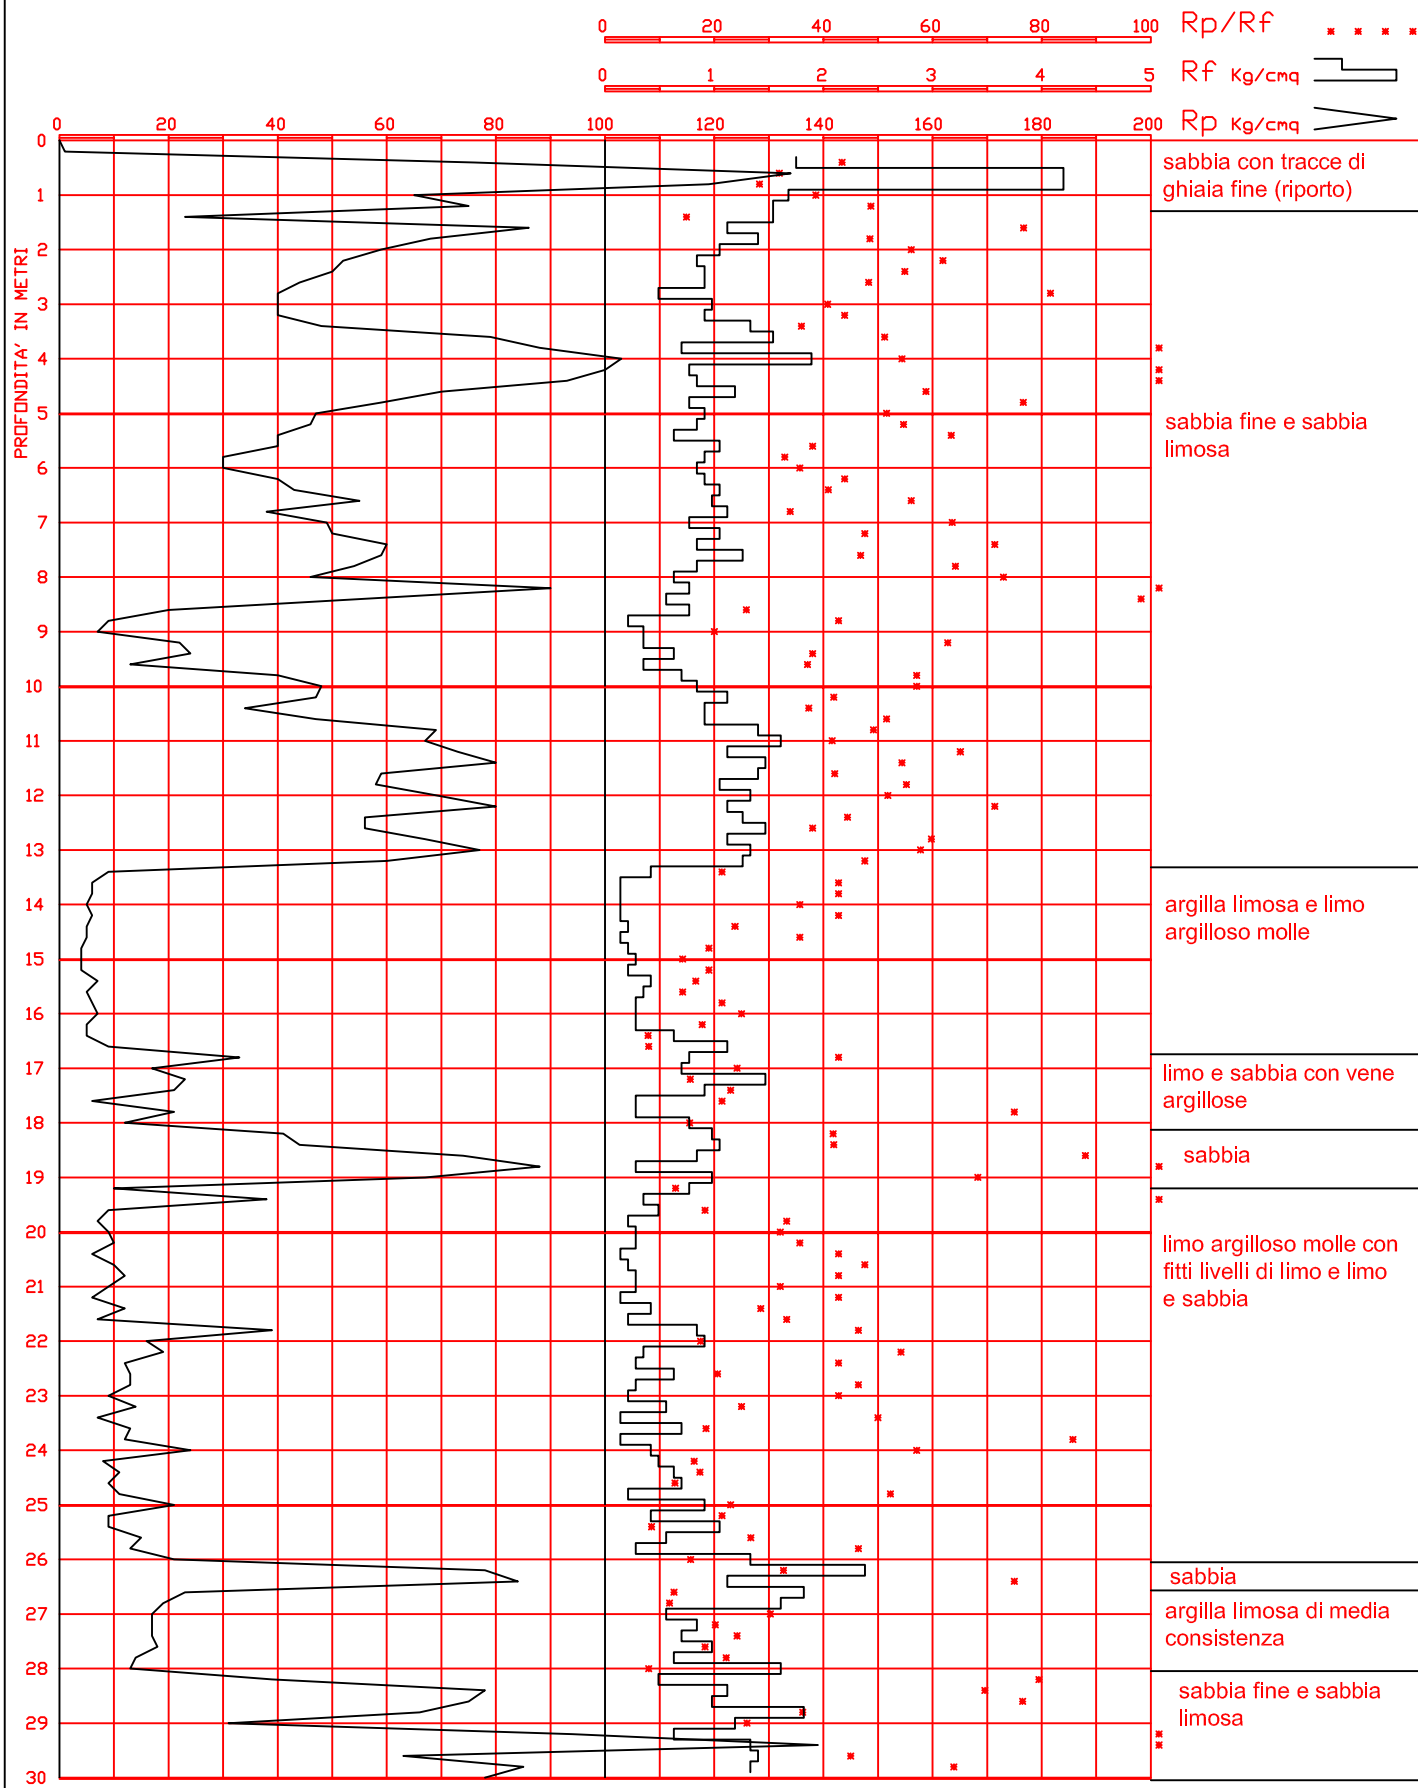 0 20 40 60 80 100 Rp/Rf
0 1 2 3 4 5 Rf Kg/cmq
0 20 40 60 80 100 120 140 160 180 200 Rp Kg/cmq
PROFONDITA' IN METRI
0
1
2
3
4
5
6
7
8
9
10
11
12
13
14
15
16
17
18
19
20
21
22
23
24
25
26
27
28
29
30
sabbia con tracce di
ghiaia fine (riporto)
sabbia fine e sabbia
limosa
argilla limosa e limo
argilloso molle
limo e sabbia con vene
argillose
sabbia
limo argilloso molle con
fitti livelli di limo e limo
e sabbia
sabbia
argilla limosa di media
consistenza
sabbia fine e sabbia
limosa